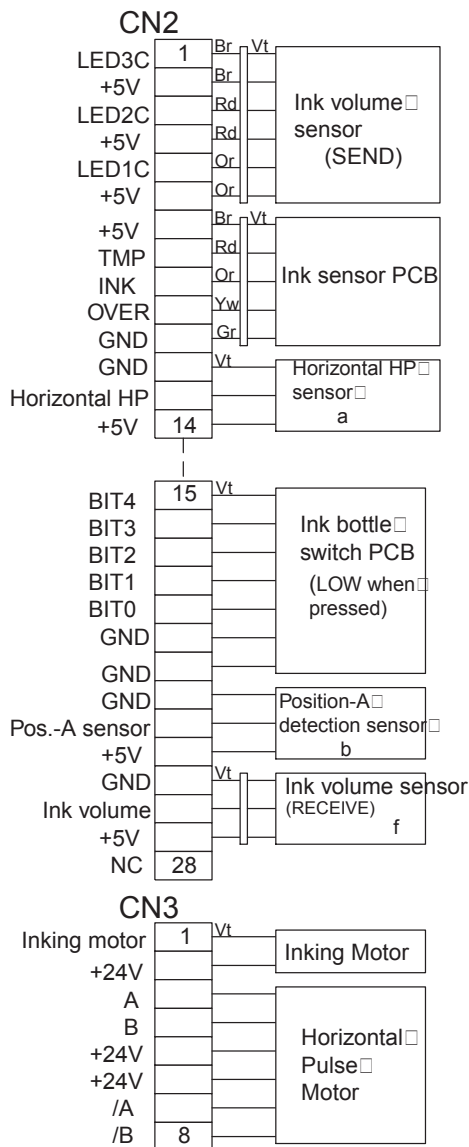 CN2
LED3C 1 Br Vt
+5V Br
LED2C Rd
+5V Rd
LED1C Or
+5V Or
Ink volume
sensor
(SEND)
+5V Br Vt
TMP Rd
INK Or
OVER Yw
GND Gr
Ink sensor PCB
GND Vt
Horizontal HP
+5V 14
Horizontal HP
sensor
a
BIT4 15 Vt
BIT3
BIT2
BIT1
BIT0
GND
GND
Ink bottle
switch PCB
(LOW when
pressed)
GND
Pos.-A sensor
+5V
Position-A
detection sensor
b
GND Vt
Ink volume
+5V
NC 28
Ink volume sensor
(RECEIVE)
f
CN3
Inking motor 1 Vt
+24V
Inking Motor
A
B
+24V
+24V
/A
/B 8
Horizontal
Pulse
Motor